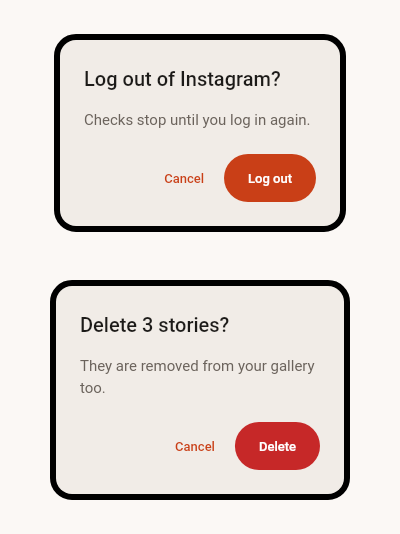 Log out of Instagram?
Checks stop until you log in again.
Cancel Log out
Delete 3 stories?
They are removed from your gallery
too.
Cancel Delete